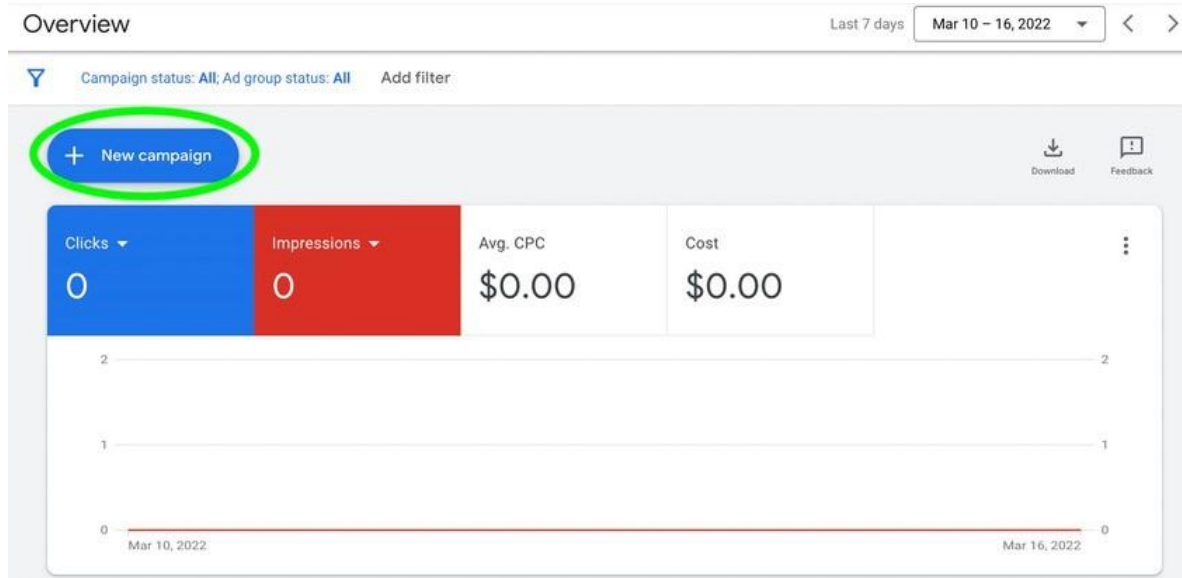 Overview
Last 7 days Mar 10 – 16, 2022
Campaign status: All; Ad group status: All Add filter
+ New campaign
Download Feedback
Clicks Impressions Avg. CPC Cost
0 0 $0.00 $0.00
2 2
1 1
0 0
Mar 10, 2022 Mar 16, 2022